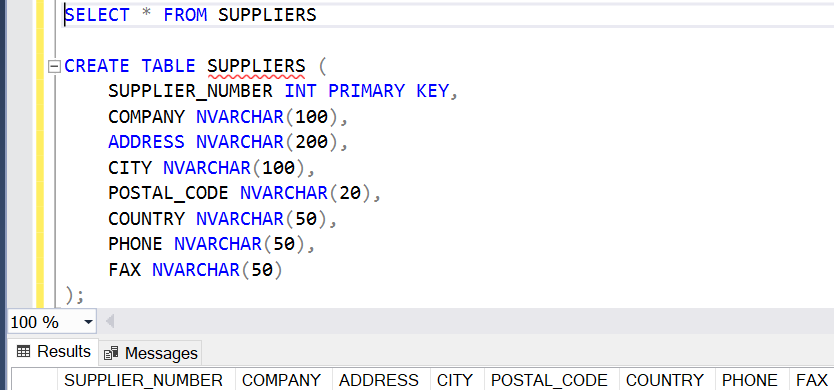 SELECT * FROM SUPPLIERS
CREATE TABLE SUPPLIERS (
SUPPLIER_NUMBER INT PRIMARY KEY,
COMPANY NVARCHAR(100),
ADDRESS NVARCHAR(200),
CITY NVARCHAR(100),
POSTAL_CODE NVARCHAR(20),
COUNTRY NVARCHAR(50),
PHONE NVARCHAR(50),
FAX NVARCHAR(50)
);
100 %
Results Messages
SUPPLIER_NUMBER COMPANY ADDRESS CITY POSTAL_CODE COUNTRY PHONE FAX